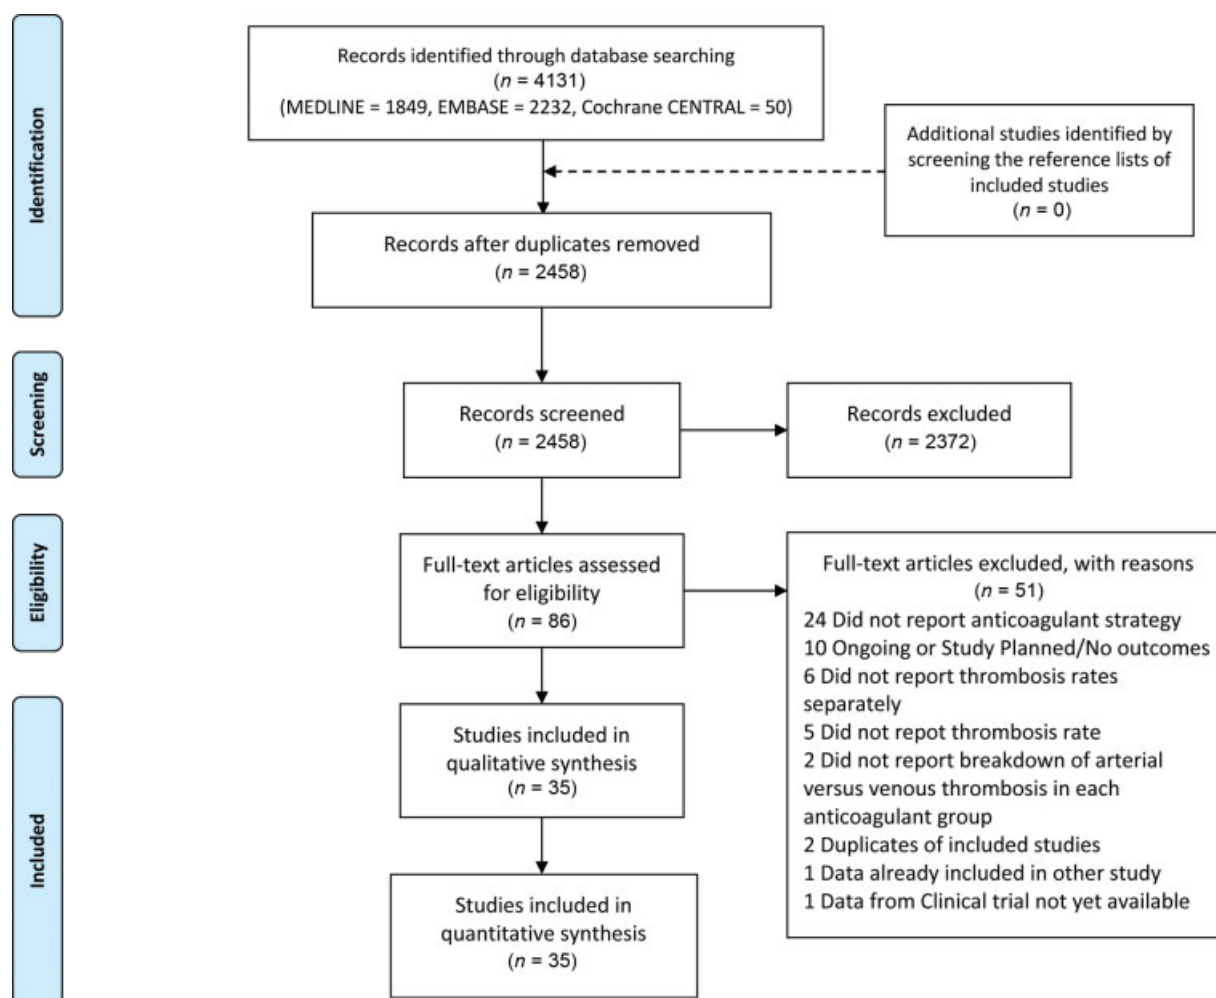 Identification
Records identified through database searching
(n = 4131)
(MEDLINE = 1849, EMBASE = 2232, Cochrane CENTRAL = 50)
Additional studies identified by
screening the reference lists of
included studies
(n = 0)
Records after duplicates removed
(n = 2458)
Screening
Records screened
(n = 2458)
Records excluded
(n = 2372)
Eligibility
Full-text articles assessed
for eligibility
(n = 86)
Full-text articles excluded, with reasons
(n = 51)
24 Did not report anticoagulant strategy
10 Ongoing or Study Planned/No outcomes
6 Did not report thrombosis rates
separately
5 Did not repot thrombosis rate
2 Did not report breakdown of arterial
versus venous thrombosis in each
anticoagulant group
2 Duplicates of included studies
1 Data already included in other study
1 Data from Clinical trial not yet available
Included
Studies included in
qualitative synthesis
(n = 35)
Studies included in
quantitative synthesis
(n = 35)